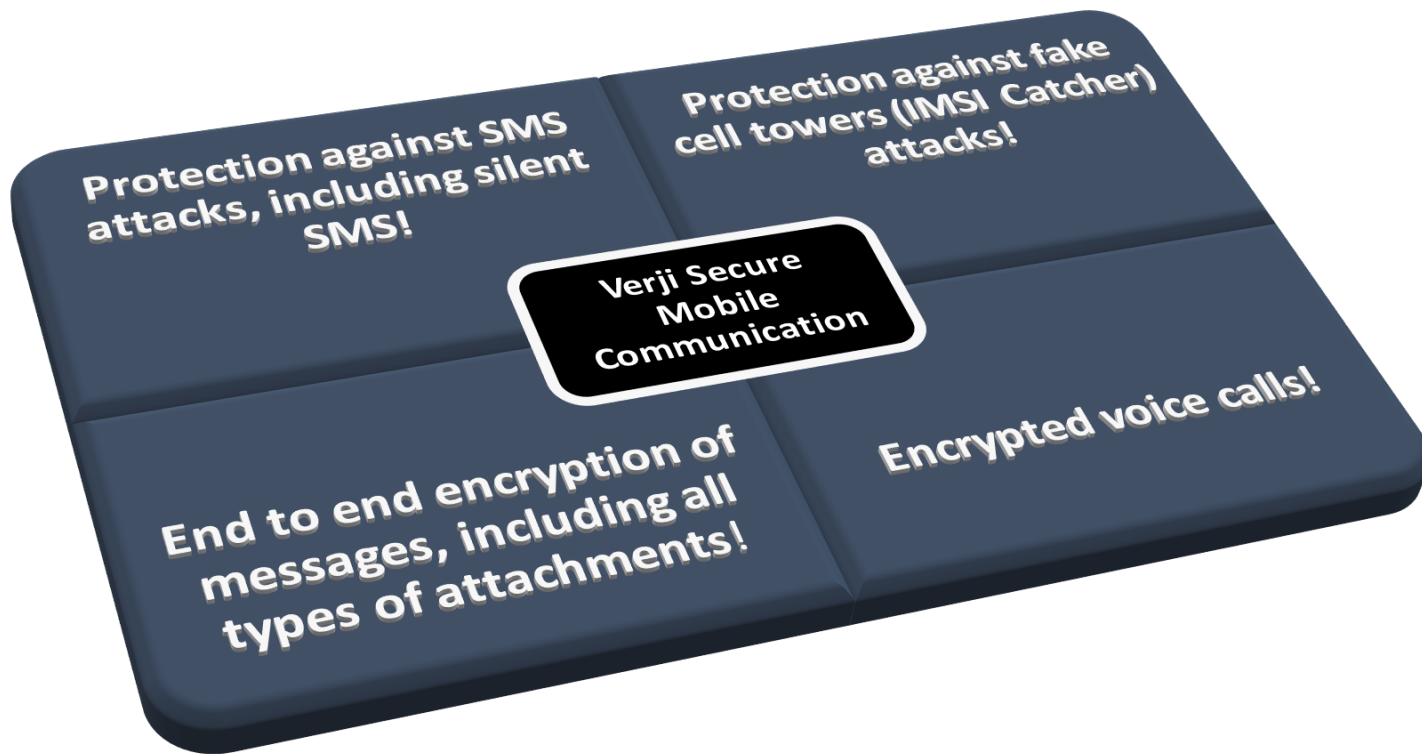 Protection against SMS
attacks, including silent
SMS!
Protection against fake
cell towers (IMSI Catcher)
attacks!
Verji Secure
Mobile
Communication
End to end encryption of
messages, including all
types of attachments!
Encrypted voice calls!